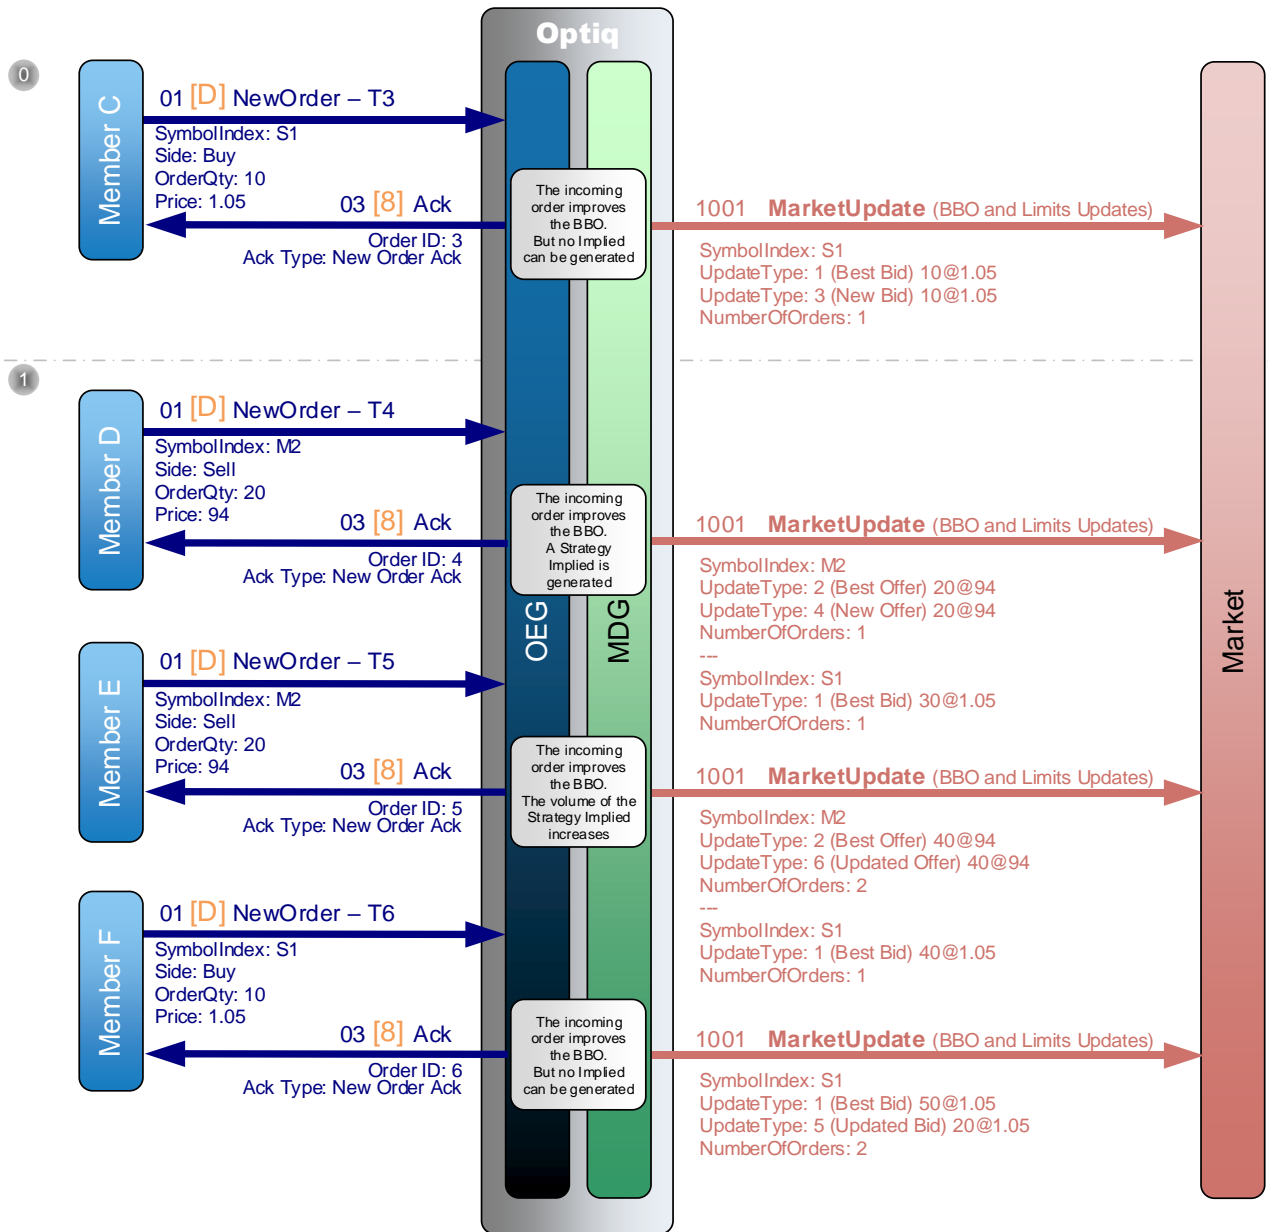 Optiq
0
Member C
01 [D] NewOrder – T3
SymbolIndex: S1
Side: Buy
OrderQty: 10
Price: 1.05
03 [8] Ack
Order ID: 3
Ack Type: New Order Ack
The incoming
order improves
the BBO.
But no Implied
can be generated
1001 MarketUpdate (BBO and Limits Updates)
SymbolIndex: S1
UpdateType: 1 (Best Bid) 10@1.05
UpdateType: 3 (New Bid) 10@1.05
NumberOfOrders: 1
1
Member D
01 [D] NewOrder – T4
SymbolIndex: M2
Side: Sell
OrderQty: 20
Price: 94
03 [8] Ack
Order ID: 4
Ack Type: New Order Ack
The incoming
order improves
the BBO.
A Strategy
Implied is
generated
1001 MarketUpdate (BBO and Limits Updates)
SymbolIndex: M2
UpdateType: 2 (Best Offer) 20@94
UpdateType: 4 (New Offer) 20@94
NumberOfOrders: 1
---
SymbolIndex: S1
UpdateType: 1 (Best Bid) 30@1.05
NumberOfOrders: 1
OEG
MDG
Market
Member E
01 [D] NewOrder – T5
SymbolIndex: M2
Side: Sell
OrderQty: 20
Price: 94
03 [8] Ack
Order ID: 5
Ack Type: New Order Ack
The incoming
order improves
the BBO.
The volume of the
Strategy Implied
increases
1001 MarketUpdate (BBO and Limits Updates)
SymbolIndex: M2
UpdateType: 2 (Best Offer) 40@94
UpdateType: 6 (Updated Offer) 40@94
NumberOfOrders: 2
---
SymbolIndex: S1
UpdateType: 1 (Best Bid) 40@1.05
NumberOfOrders: 1
Member F
01 [D] NewOrder – T6
SymbolIndex: S1
Side: Buy
OrderQty: 10
Price: 1.05
03 [8] Ack
Order ID: 6
Ack Type: New Order Ack
The incoming
order improves
the BBO.
But no Implied
can be generated
1001 MarketUpdate (BBO and Limits Updates)
SymbolIndex: S1
UpdateType: 1 (Best Bid) 50@1.05
UpdateType: 5 (Updated Bid) 20@1.05
NumberOfOrders: 2